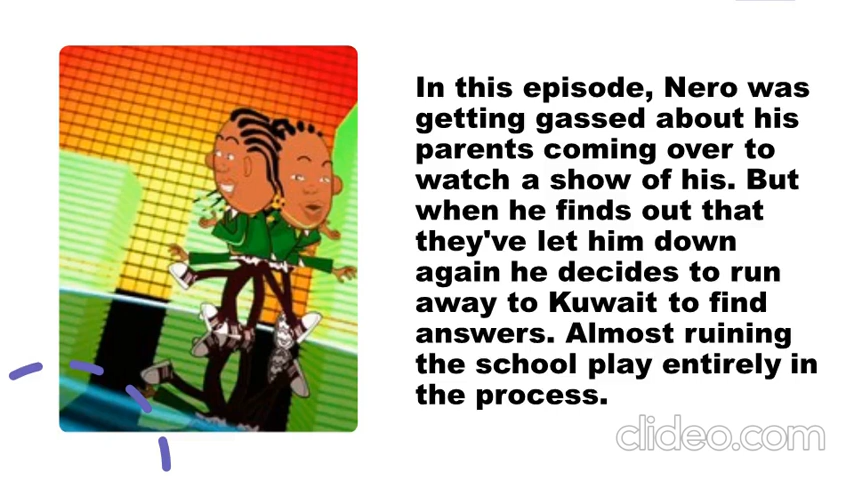 In this episode, Nero was
getting gassed about his
parents coming over to
watch a show of his. But
when he finds out that
they've let him down
again he decides to run
away to Kuwait to find
answers. Almost ruining
the school play entirely in
the process.
clideo.com